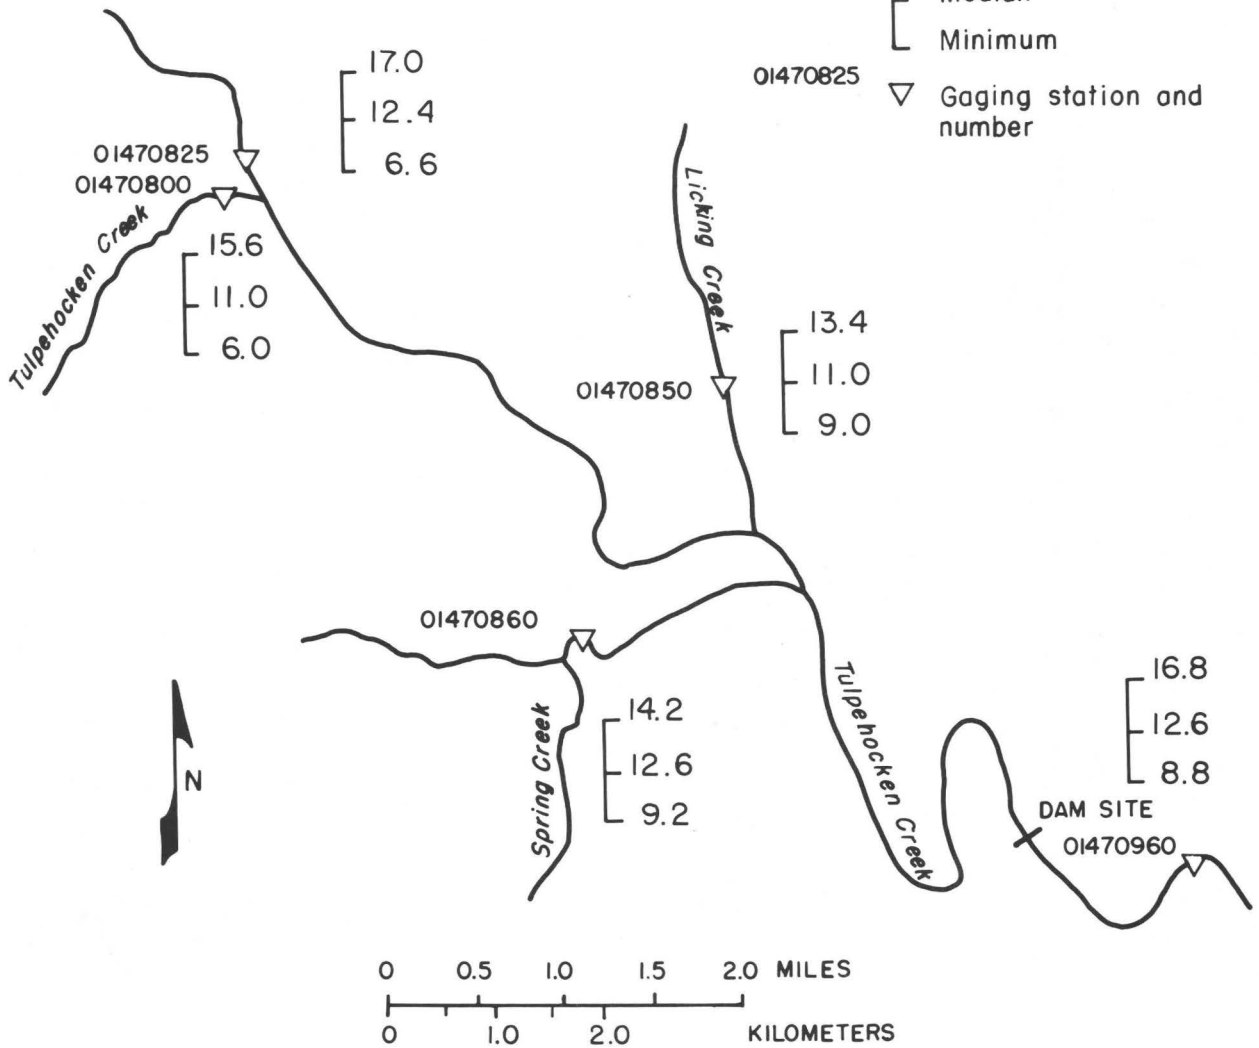 Minimum
01470825
Gaging station and
number
17.0
12.4
6.6
01470825
01470800
Tulpehocken Creek
15.6
11.0
6.0
Licking Creek
13.4
11.0
9.0
01470850
01470860
14.2
12.6
9.2
Spring Creek
Tulpehocken Creek
16.8
12.6
8.8
DAM SITE
01470960
N
0 0.5 1.0 1.5 2.0 MILES
0 1.0 2.0 KILOMETERS